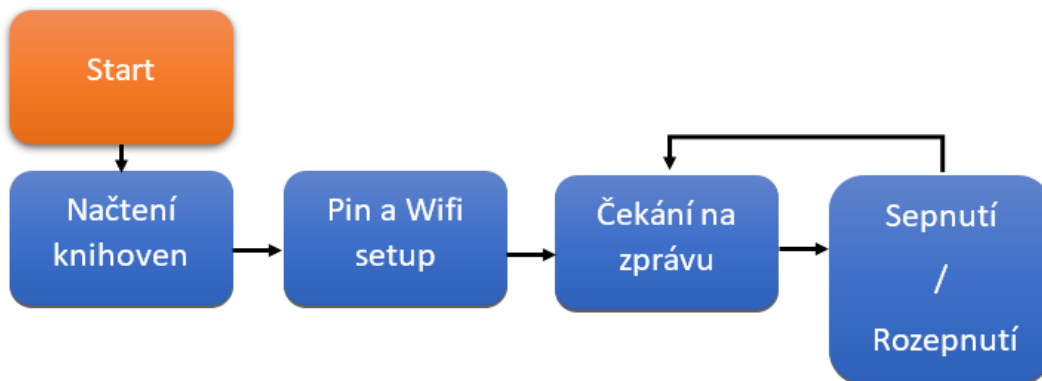 Start
Načtení
knihoven
Pin a Wifi
setup
Čekání na
zprávu
Sepnutí
/
Rozepnutí